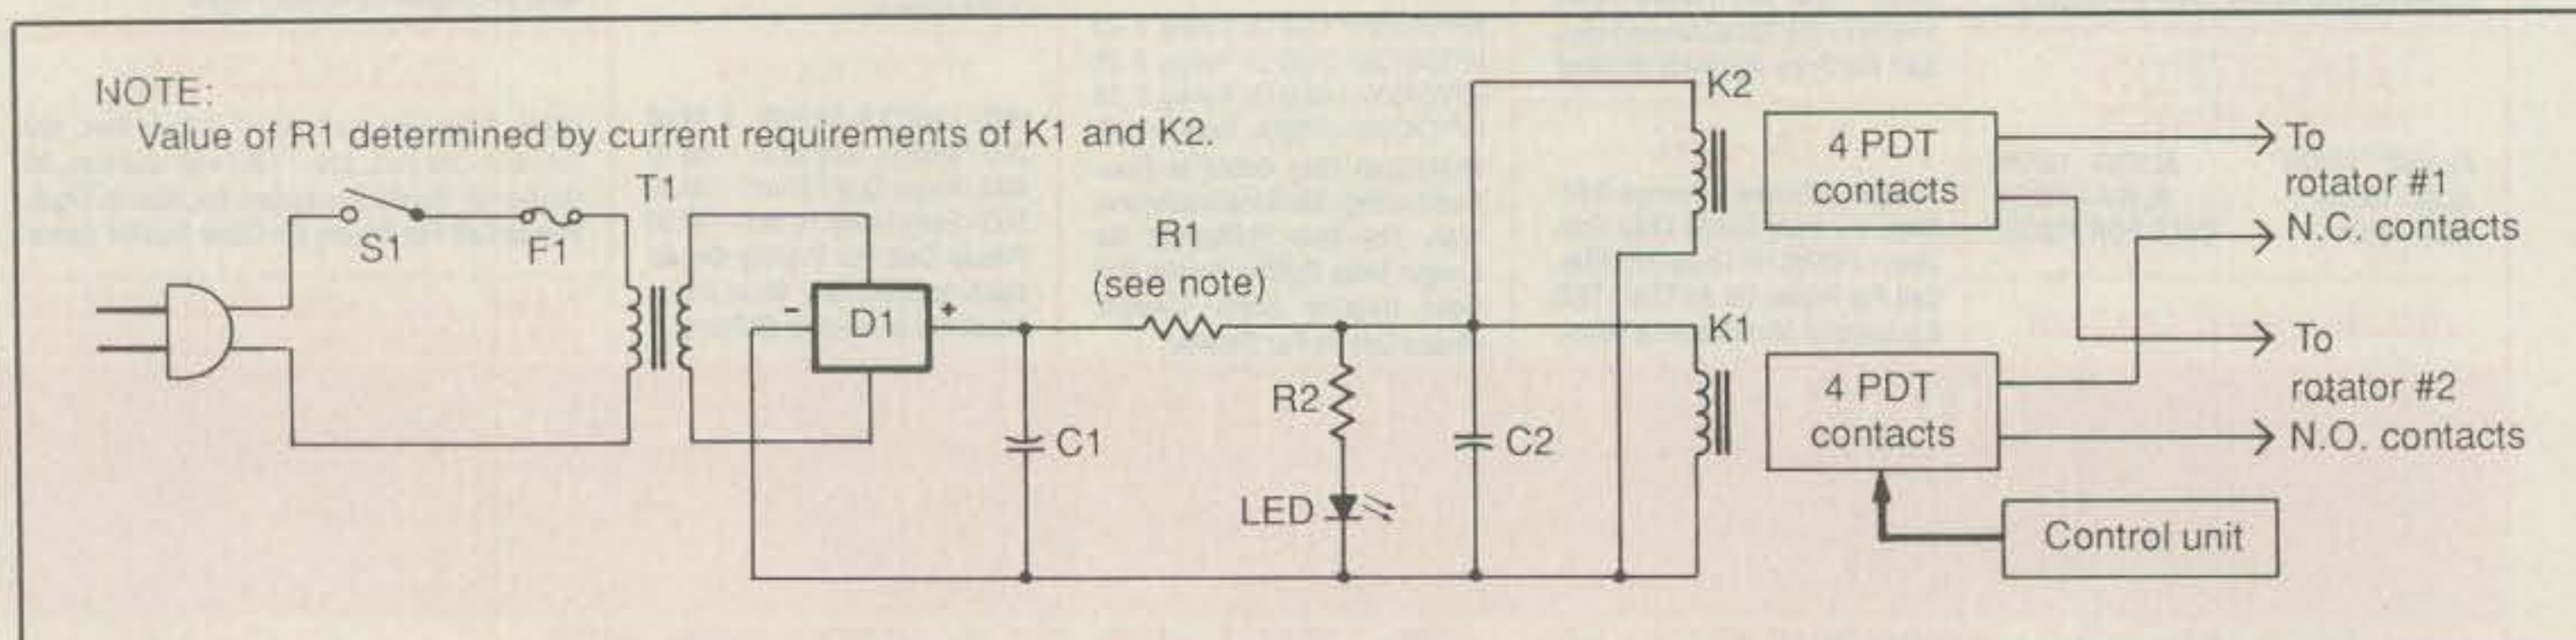 NOTE:
Value of R1 determined by current requirements of K1 and K2.
S1
F1
T1
-
D1
+
R1
(see note)
C1
R2
LED
C2
K2
4 PDT
contacts
K1
4 PDT
contacts
Control unit
To
rotator #1
N.C. contacts
To
rotator #2
N.O. contacts